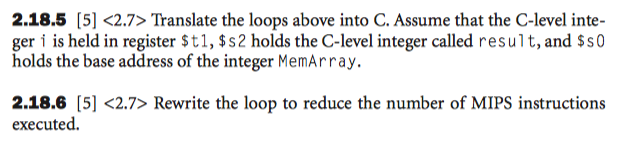 2.18.5 [5] <2.7> Translate the loops above into C. Assume that the C-level inte-
ger i is held in register $t1, $s2 holds the C-level integer called result, and $s0
holds the base address of the integer MemArray.
2.18.6 [5] <2.7> Rewrite the loop to reduce the number of MIPS instructions
executed.